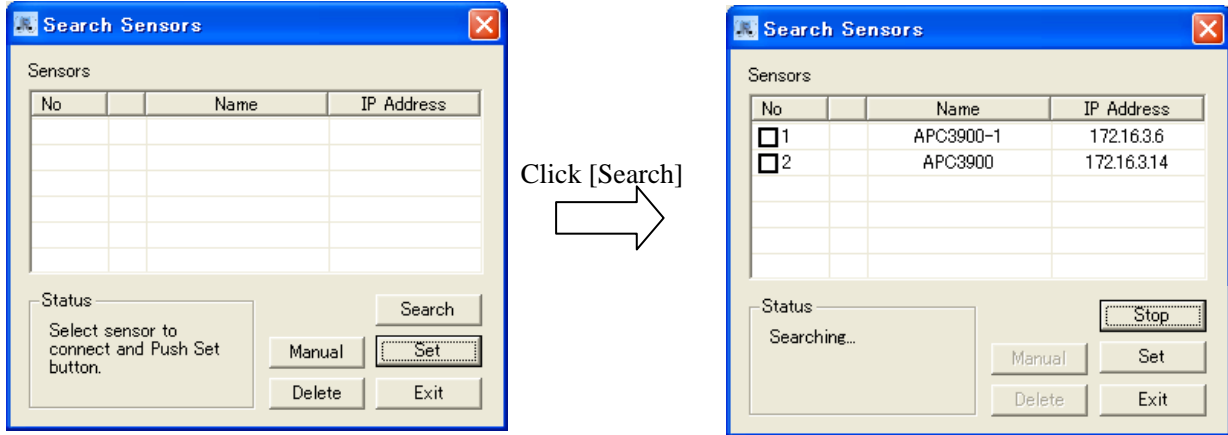 Search Sensors
Sensors
No Name IP Address
Status
Select sensor to
connect and Push Set
button.
Search
Manual Set
Delete Exit
Click [Search]
Search Sensors
Sensors
No Name IP Address
1 APC3900-1 172.16.3.6
2 APC3900 172.16.3.14
Status
Searching...
Stop
Manual Set
Delete Exit